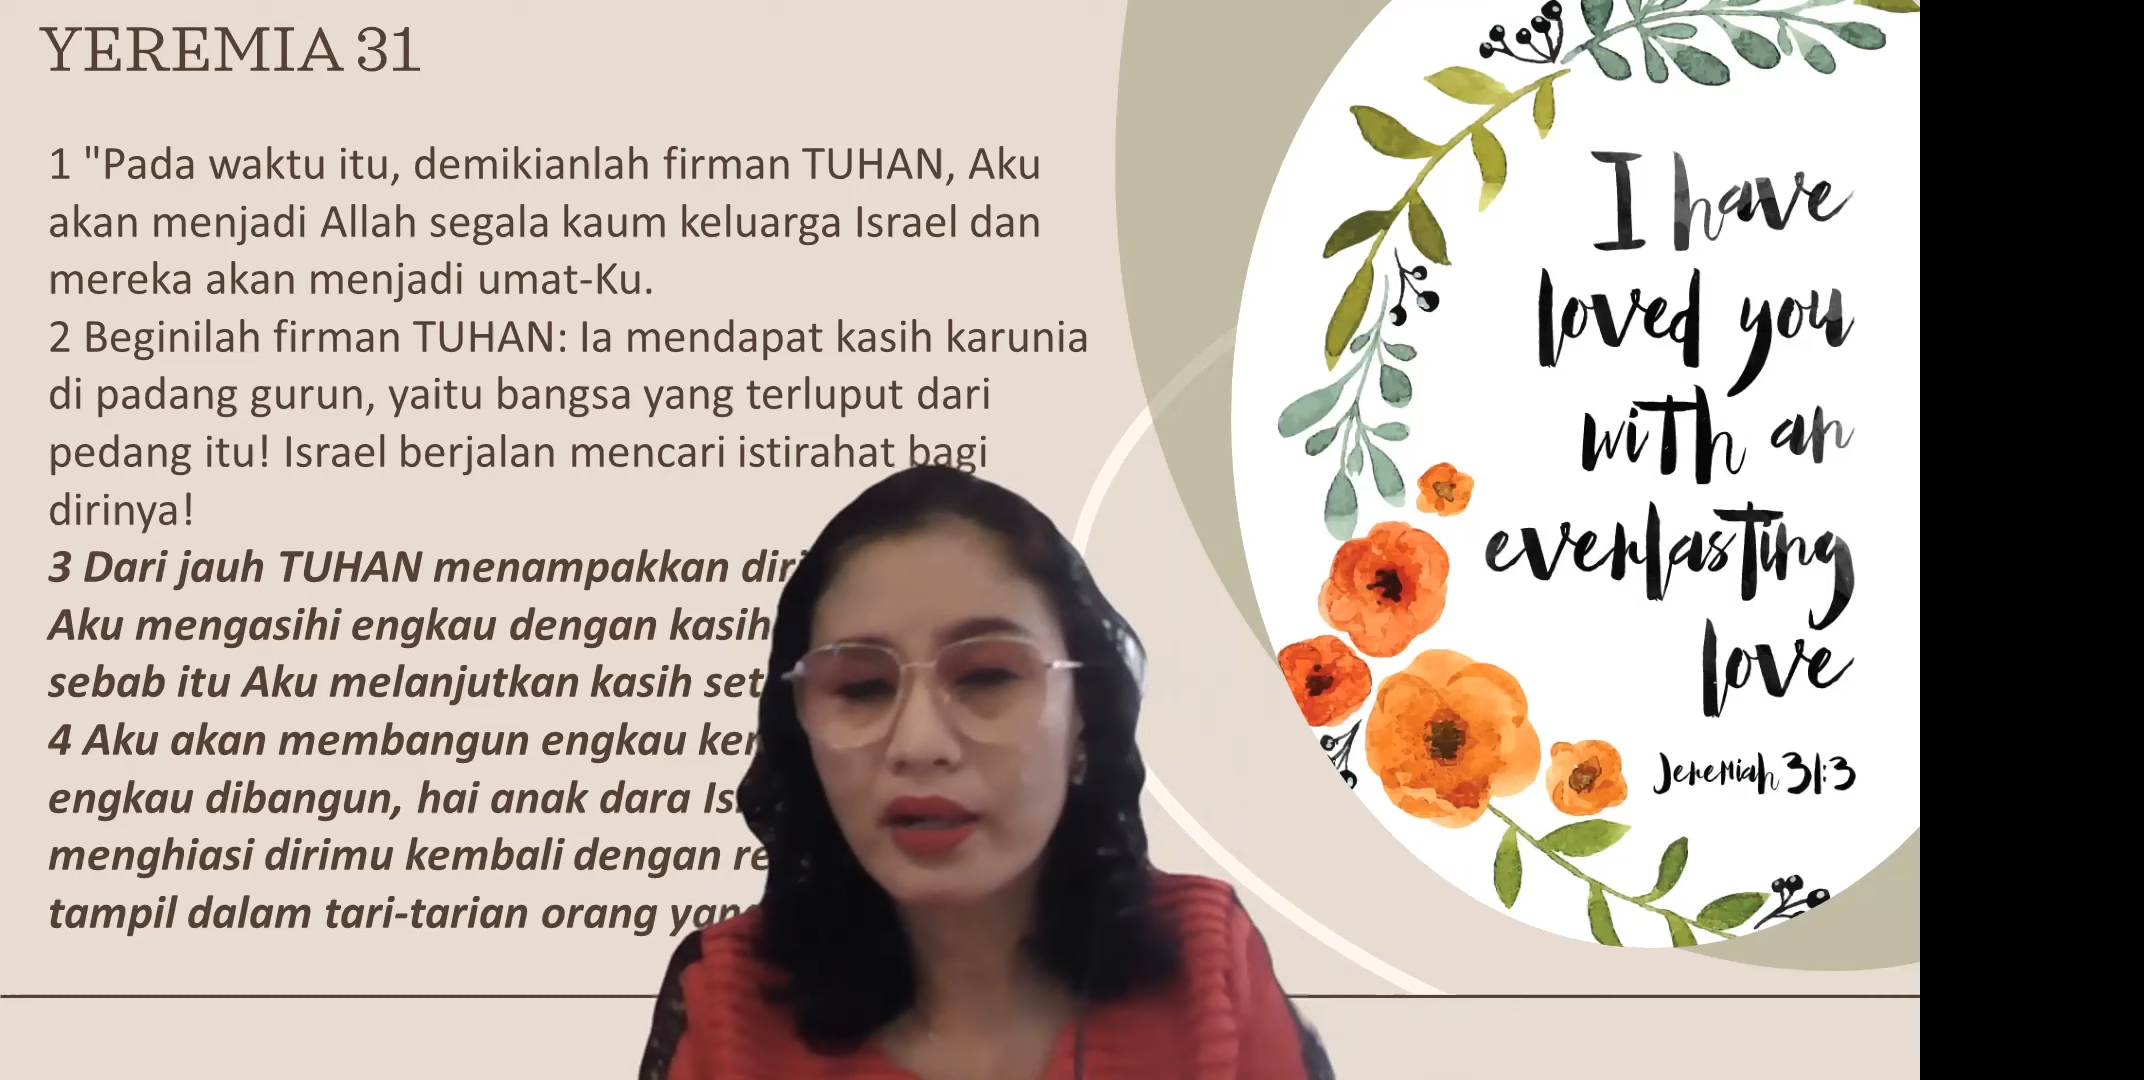 YEREMIA 31
1 "Pada waktu itu, demikianlah firman TUHAN, Aku
akan menjadi Allah segala kaum keluarga Israel dan
mereka akan menjadi umat-Ku.
2 Beginilah firman TUHAN: Ia mendapat kasih karunia
di padang gurun, yaitu bangsa yang terluput dari
pedang itu! Israel berjalan mencari istirahat bagi
dirinya!
3 Dari jauh TUHAN menampakkan
Aku mengasihi engkau dengan kasih
sebab itu Aku melanjutkan kasih
4 Aku akan membangun engkau
engkau dibangun, hai anak dara
menghiasi dirimu kembali dengan
tampil dalam tari-tarian orang
I have
loved you
with an
everlasting
love
Jeremiah 31:3